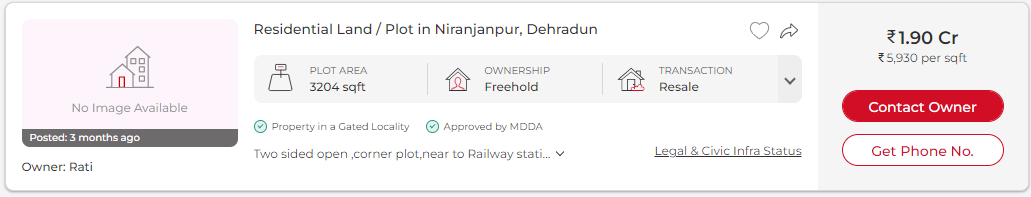 No Image Available
Posted: 3 months ago
Owner: Rati
Residential Land / Plot in Niranjanpur, Dehradun
PLOT AREA
3204 sqft
OWNERSHIP
Freehold
TRANSACTION
Resale
Property in a Gated Locality
Approved by MDDA
Two sided open ,corner plot,near to Railway stati...
Legal & Civic Infra Status
₹1.90 Cr
₹5,930 per sqft
Contact Owner
Get Phone No.